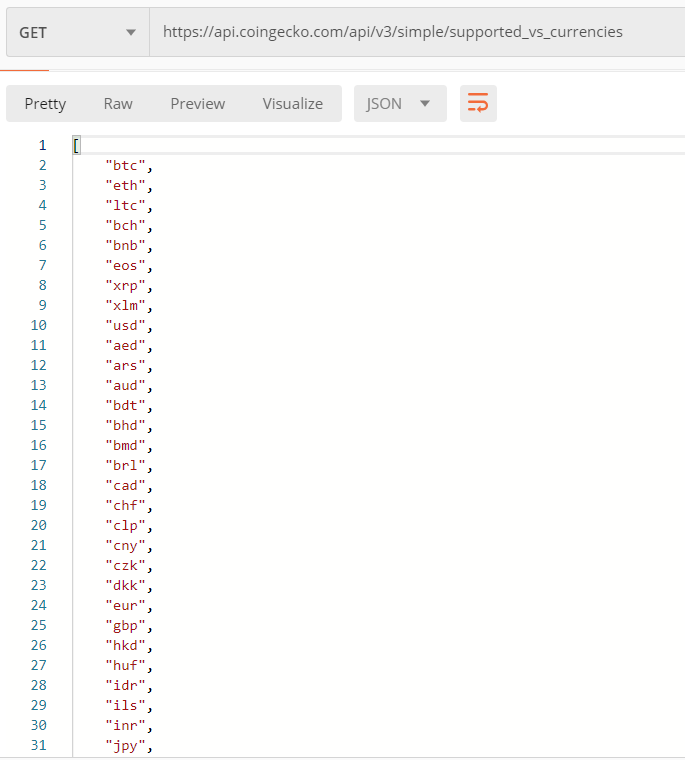 GET https://api.coingecko.com/api/v3/simple/supported_vs_currencies
Pretty Raw Preview Visualize JSON
1 [
2 "btc",
3 "eth",
4 "ltc",
5 "bch",
6 "bnb",
7 "eos",
8 "xrp",
9 "xlm",
10 "usd",
11 "aed",
12 "ars",
13 "aud",
14 "bdt",
15 "bhd",
16 "bmd",
17 "brl",
18 "cad",
19 "chf",
20 "clp",
21 "cny",
22 "czk",
23 "dkk",
24 "eur",
25 "gbp",
26 "hkd",
27 "huf",
28 "idr",
29 "ils",
30 "inr",
31 "jpy",